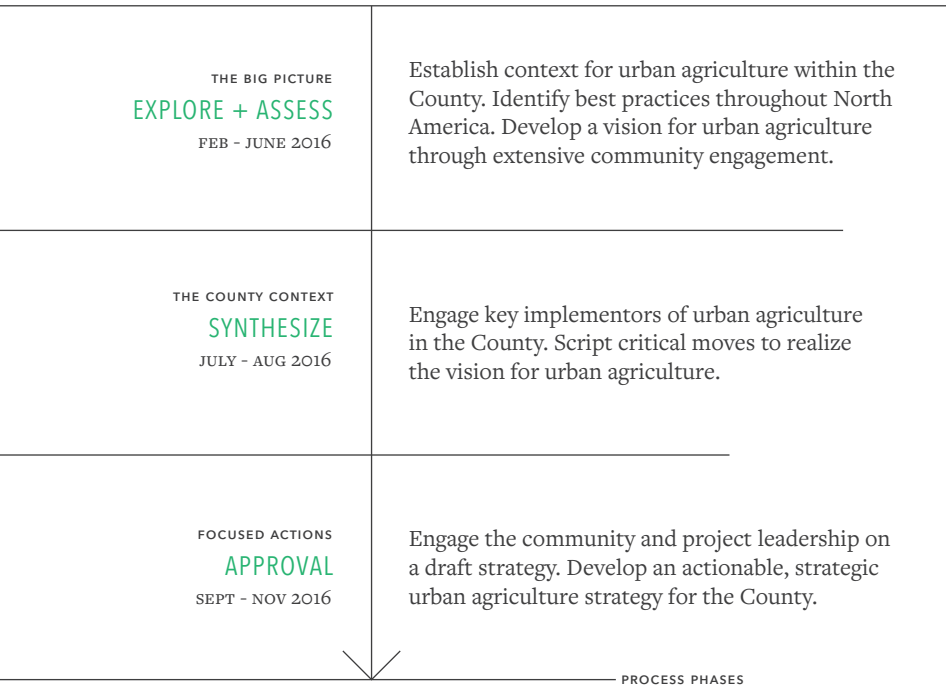 THE BIG PICTURE
EXPLORE + ASSESS
FEB - JUNE 2016
Establish context for urban agriculture within the
County. Identify best practices throughout North
America. Develop a vision for urban agriculture
through extensive community engagement.
THE COUNTY CONTEXT
SYNTHESIZE
JULY - AUG 2016
Engage key implementors of urban agriculture
in the County. Script critical moves to realize
the vision for urban agriculture.
FOCUSED ACTIONS
APPROVAL
SEPT - NOV 2016
Engage the community and project leadership on
a draft strategy. Develop an actionable, strategic
urban agriculture strategy for the County.
PROCESS PHASES